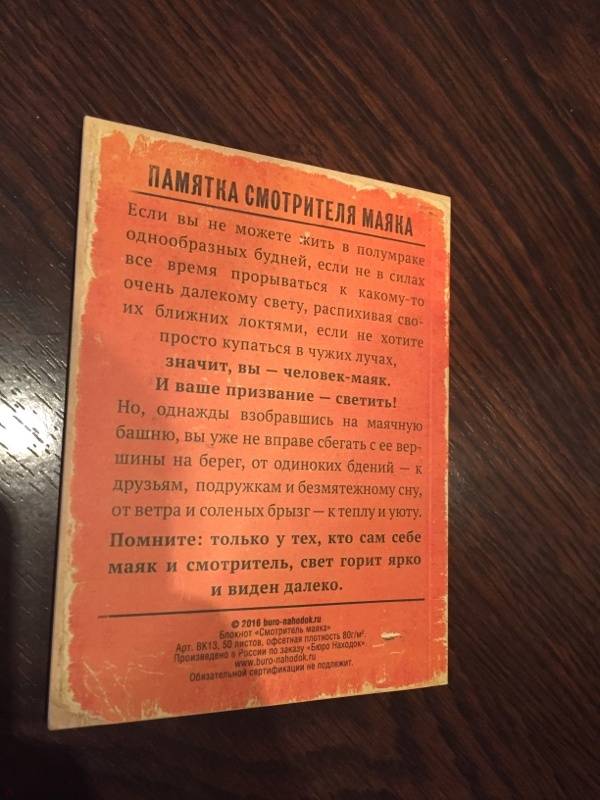 ПАМЯТКА СМОТРИТЕЛЯ МАЯКА
Если вы не можете жить в полумраке
однообразных будней, если не в силах
все время прорываться к какому-то
очень далекому свету, распихивая сво-
их ближних локтями, если не хотите
просто купаться в чужих лучах,
значит, вы — человек-маяк.
И ваше призвание — светить!
Но, однажды взобравшись на маячную
башню, вы уже не вправе сбегать с ее вер-
шины на берег, от одиноких бдений — к
друзьям, подружкам и безмятежному сну,
от ветра и соленых брызг — к теплу и уюту.
Помните: только у тех, кто сам себе
маяк и смотритель, свет горит ярко
и виден далеко.
© 2016 buro-nahodok.ru
Блокнот «Смотритель маяка»
Арт. ВК13, 50 листов, офсетная плотность 80г/м².
Произведено в России по заказу «Бюро Находок».
www.buro-nahodok.ru
Обязательной сертификации не подлежит.